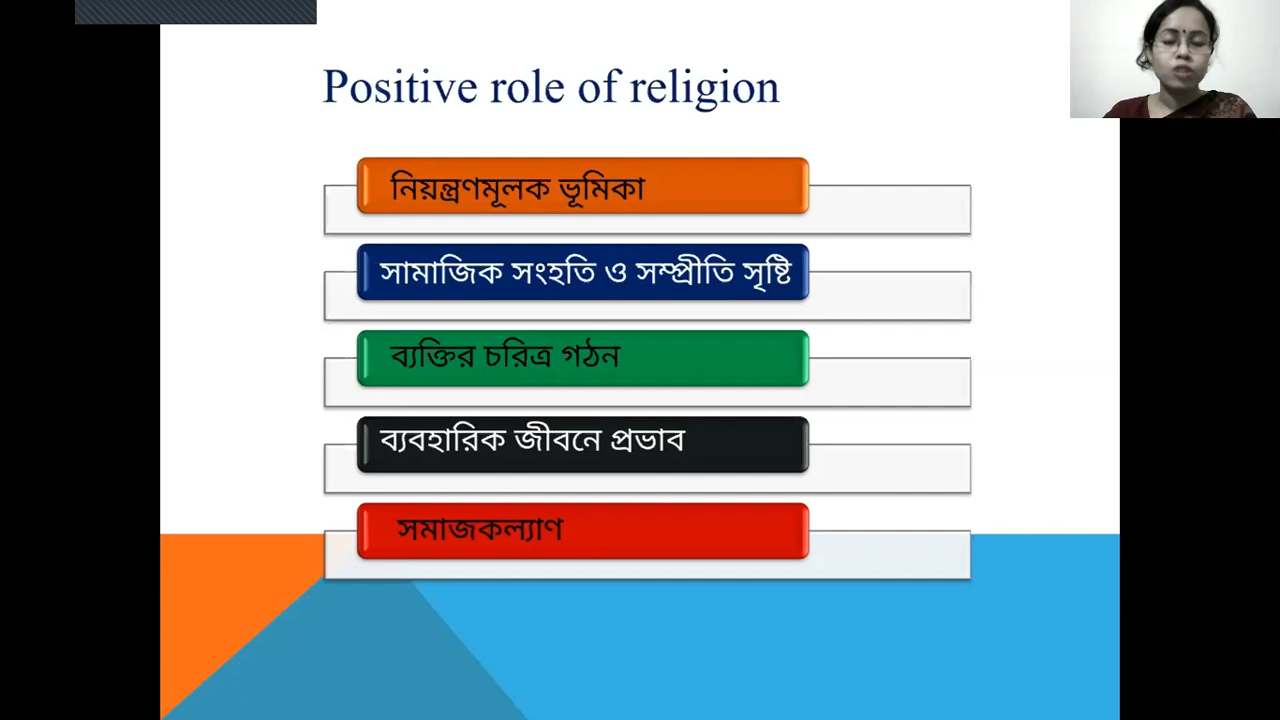 Positive role of religion
নিয়ন্ত্রণমূলক ভূমিকা
সামাজিক সংহতি ও সম্প্রীতি সৃষ্টি
ব্যক্তির চরিত্র গঠন
ব্যবহারিক জীবনে প্রভাব
সমাজকল্যাণ